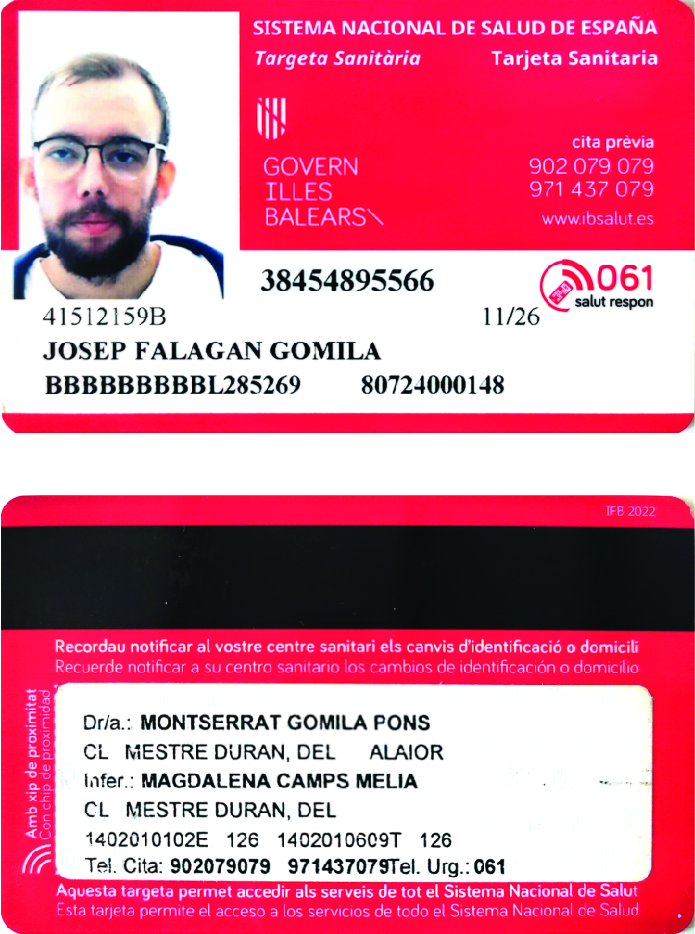 SISTEMA NACIONAL DE SALUD DE ESPAÑA
Targeta Sanitària Tarjeta Sanitaria
GOVERN
ILLES
BALEARS
cita prèvia
902 079 079
971 437 079
www.ibsalut.es
38454895566
061
salut respon
41512159B 11/26
JOSEP FALAGAN GOMILA
BBBBBBBBBL285269 80724000148
IFB 2022
Recordau notificar al vostre centre sanitari els canvis d'identificació o domicili
Recuerde notificar a su centro sanitario los cambios de identificación o domicilio
Amb xip de proximitat
Con chip de proximidad
Dr/a.: MONTSERRAT GOMILA PONS
CL MESTRE DURAN, DEL ALAIOR
Infer.: MAGDALENA CAMPS MELIA
CL MESTRE DURAN, DEL
1402010102E 126 1402010609T 126
Tel. Cita: 902079079 971437079Tel. Urg.:061
Aquesta targeta permet accedir als serveis de tot el Sistema Nacional de Salut
Esta tarjeta permite el acceso a los servicios de todo el Sistema Nacional de Salud